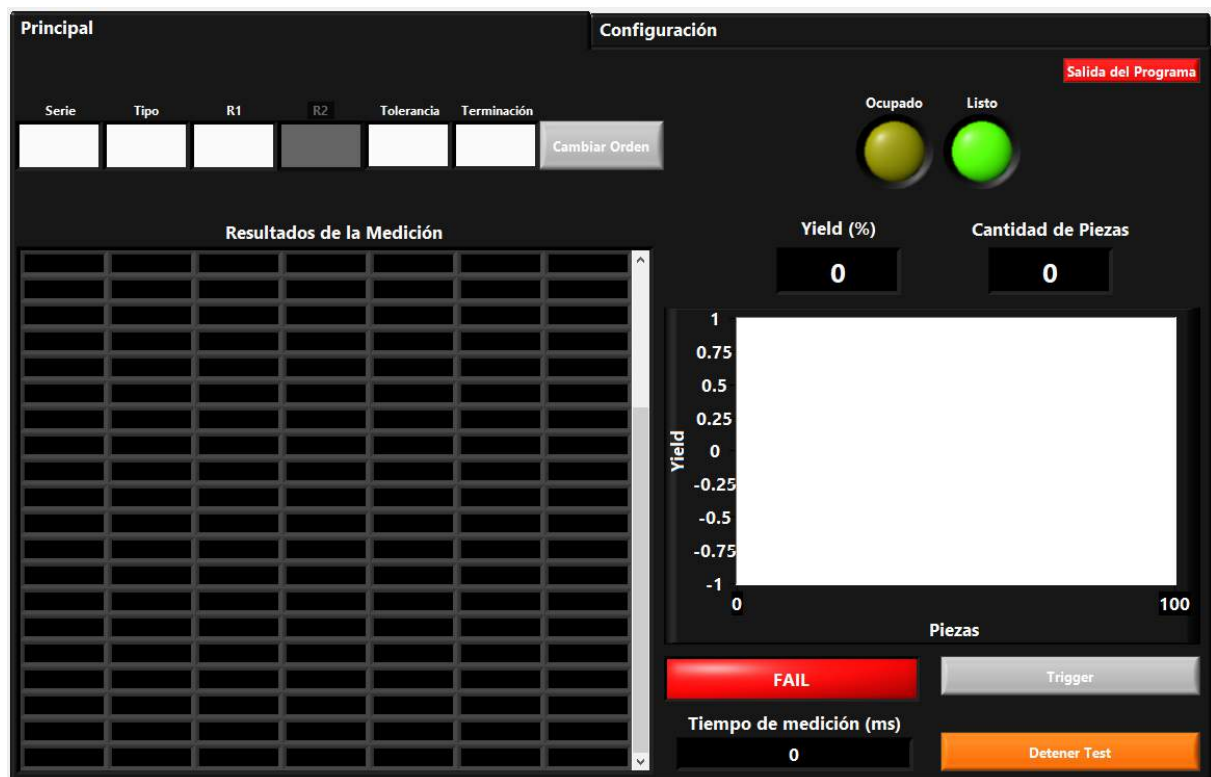 Principal
Configuración
Salida del Programa
Serie Tipo R1 R2 Tolerancia Terminación
Cambiar Orden
Ocupado Listo
Resultados de la Medición
Yield (%) Cantidad de Piezas
0 0
1
0.75
0.5
0.25
0
-0.25
-0.5
-0.75
-1
Yield
0 100
Piezas
FAIL
Trigger
Tiempo de medición (ms)
0
Detener Test